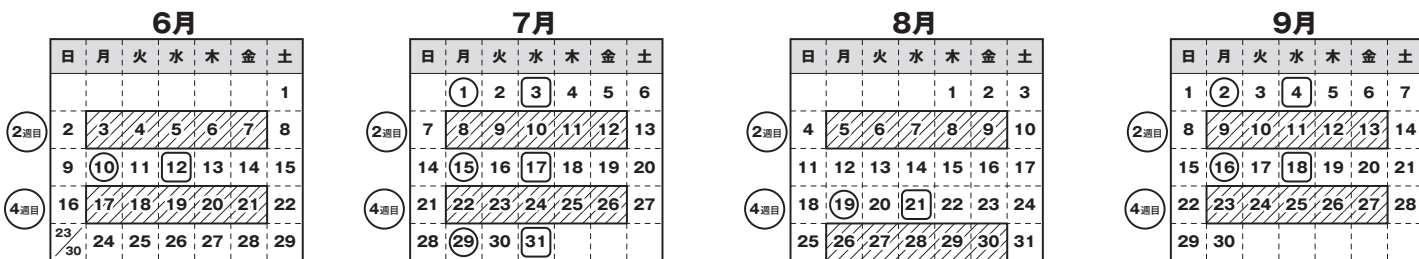 6月
日 月 火 水 木 金 土
1
2週目 2 3 4 5 6 7 8
9 10 11 12 13 14 15
4週目 16 17 18 19 20 21 22
23/30 24 25 26 27 28 29
7月
日 月 火 水 木 金 土
1 2 3 4 5 6
2週目 7 8 9 10 11 12 13
14 15 16 17 18 19 20
4週目 21 22 23 24 25 26 27
28 29 30 31
8月
日 月 火 水 木 金 土
1 2 3
2週目 4 5 6 7 8 9 10
11 12 13 14 15 16 17
4週目 18 19 20 21 22 23 24
25 26 27 28 29 30 31
9月
日 月 火 水 木 金 土
1 2 3 4 5 6 7
2週目 8 9 10 11 12 13 14
15 16 17 18 19 20 21
4週目 22 23 24 25 26 27 28
29 30